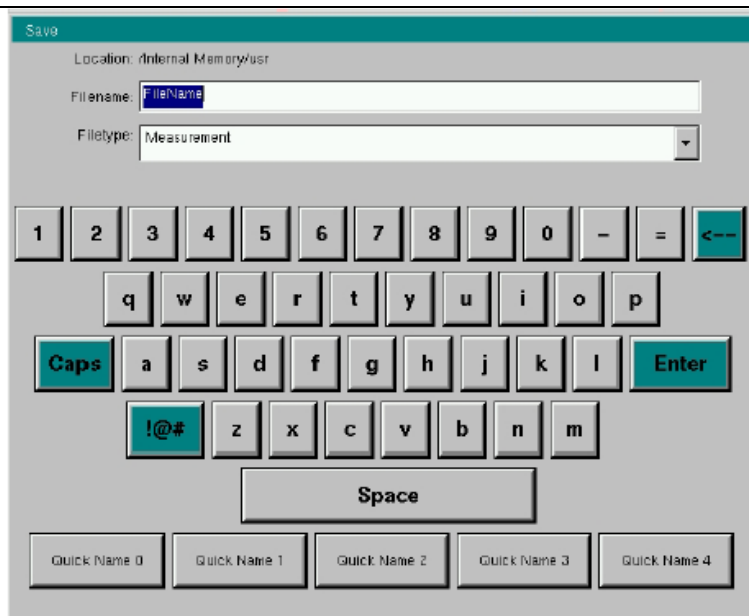 Save
Location: /Internal Memory/usr
Filename: FileName
Filetype: Measurement
1 2 3 4 5 6 7 8 9 0 - = <--
q w e r t y u i o p
Caps a s d f g h j k l Enter
!@# z x c v b n m
Space
Quick Name 0 Quick Name 1 Quick Name 2 Quick Name 3 Quick Name 4